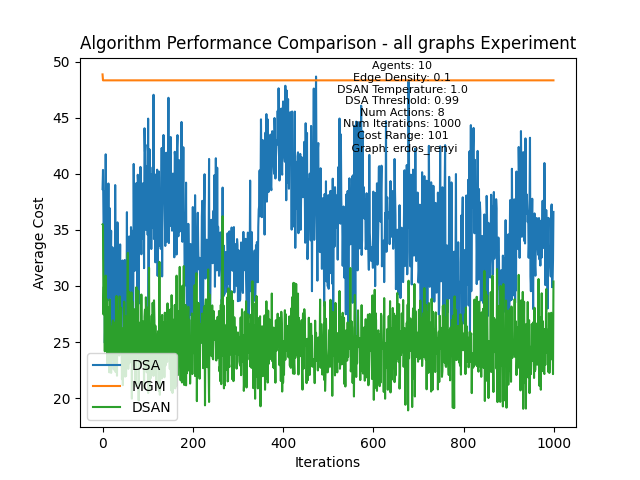 Algorithm Performance Comparison - all graphs Experiment
50
45
40
35
30
25
20
Average Cost
Agents: 10
Edge Density: 0.1
DSAN Temperature: 1.0
DSA Threshold: 0.99
Num Actions: 8
Num Iterations: 1000
Cost Range: 101
Graph: erdos_renyi
DSA
MGM
DSAN
0 200 400 600 800 1000
Iterations